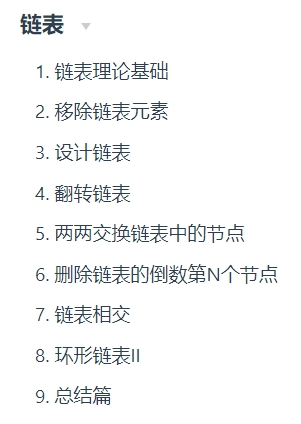 链表
1. 链表理论基础
2. 移除链表元素
3. 设计链表
4. 翻转链表
5. 两两交换链表中的节点
6. 删除链表的倒数第N个节点
7. 链表相交
8. 环形链表II
9. 总结篇